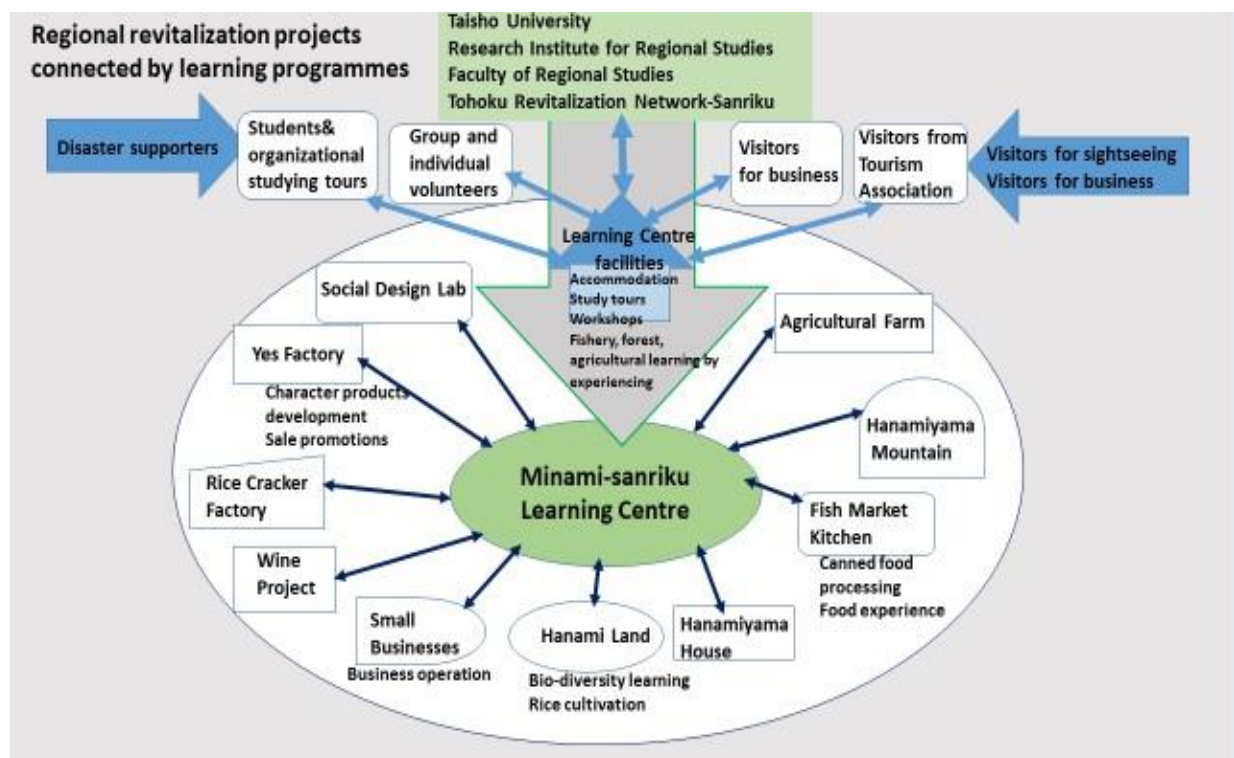 Regional revitalization projects
connected by learning programmes
Taisho University
Research Institute for Regional Studies
Faculty of Regional Studies
Tohoku Revitalization Network-Sanriku
Disaster supporters
Students&
organizational
studying tours
Group and
individual
volunteers
Visitors
for business
Visitors from
Tourism
Association
Visitors for sightseeing
Visitors for business
Learning Centre
facilities
Accommodation
Study tours
Workshops
Fishery, forest,
agricultural learning by
experiencing
Social Design Lab
Agricultural Farm
Yes Factory
Character products
development
Sale promotions
Hanamiyama
Mountain
Rice Cracker
Factory
Minami-sanriku
Learning Centre
Fish Market
Kitchen
Canned food
processing
Food experience
Wine
Project
Small
Businesses
Business operation
Hanami Land
Bio-diversity learning
Rice cultivation
Hanamiyama
House